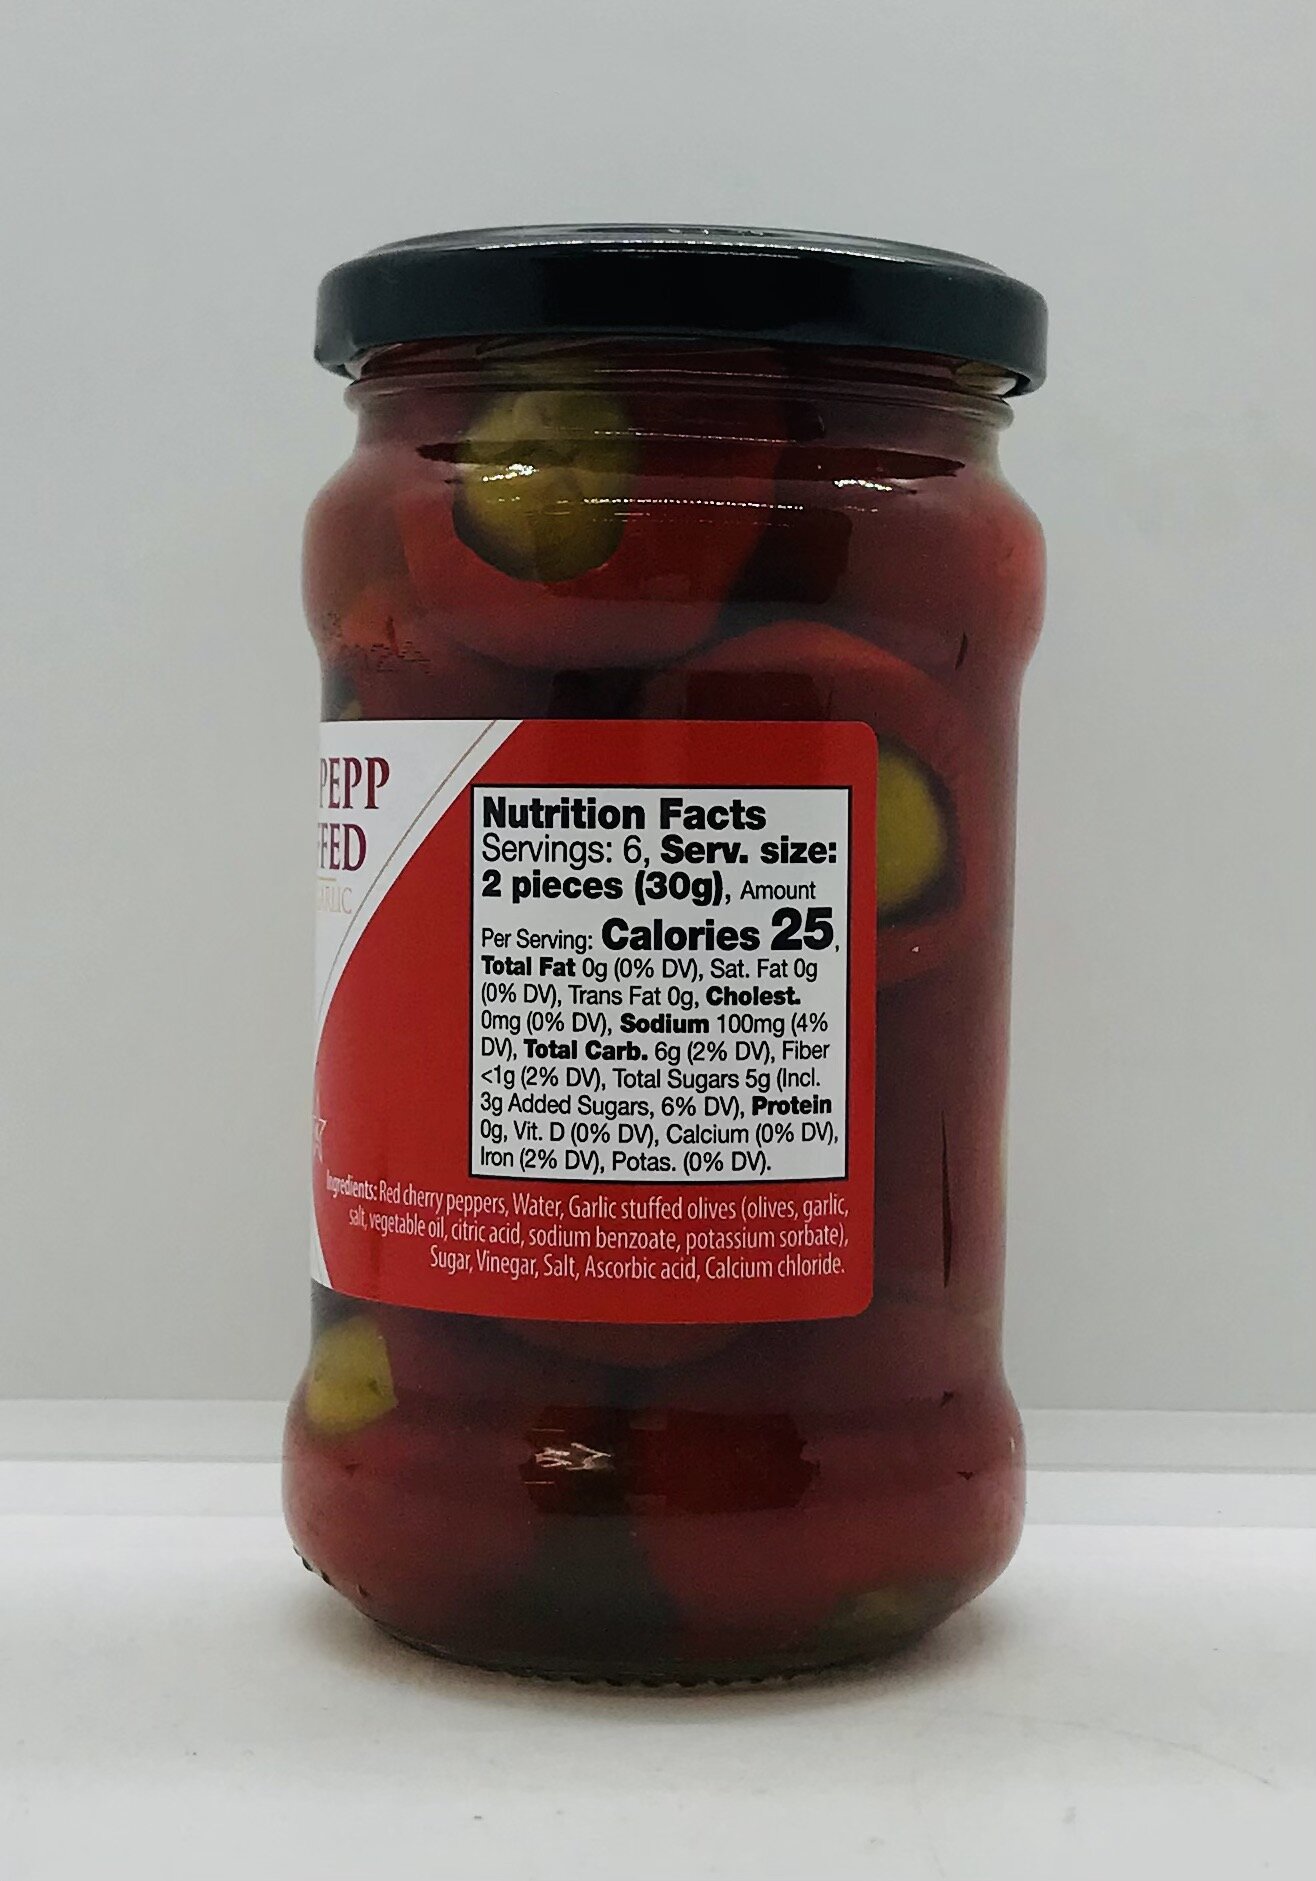 PEPP
FED
GARLIC
Nutrition Facts
Servings: 6, Serv. size:
2 pieces (30g), Amount
Per Serving: Calories 25,
Total Fat 0g (0% DV), Sat. Fat 0g
(0% DV), Trans Fat 0g, Cholest.
0mg (0% DV), Sodium 100mg (4%
DV), Total Carb. 6g (2% DV), Fiber
<1g (2% DV), Total Sugars 5g (Incl.
3g Added Sugars, 6% DV), Protein
0g, Vit. D (0% DV), Calcium (0% DV),
Iron (2% DV), Potas. (0% DV).
Ingredients: Red cherry peppers, Water, Garlic stuffed olives (olives, garlic,
salt, vegetable oil, citric acid, sodium benzoate, potassium sorbate),
Sugar, Vinegar, Salt, Ascorbic acid, Calcium chloride.